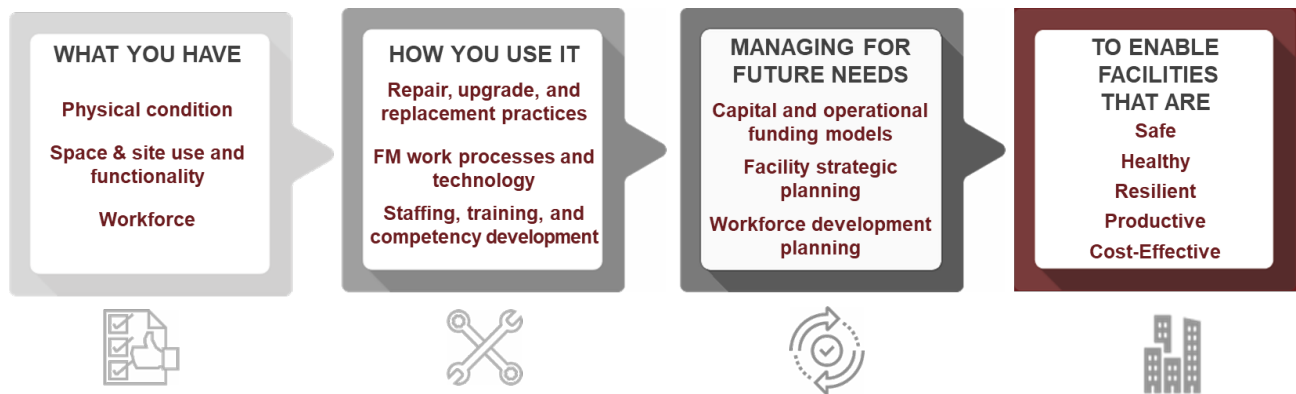 WHAT YOU HAVE
Physical condition
Space & site use and
functionality
Workforce
HOW YOU USE IT
Repair, upgrade, and
replacement practices
FM work processes and
technology
Staffing, training, and
competency development
MANAGING FOR
FUTURE NEEDS
Capital and operational
funding models
Facility strategic
planning
Workforce development
planning
TO ENABLE
FACILITIES
THAT ARE
Safe
Healthy
Resilient
Productive
Cost-Effective